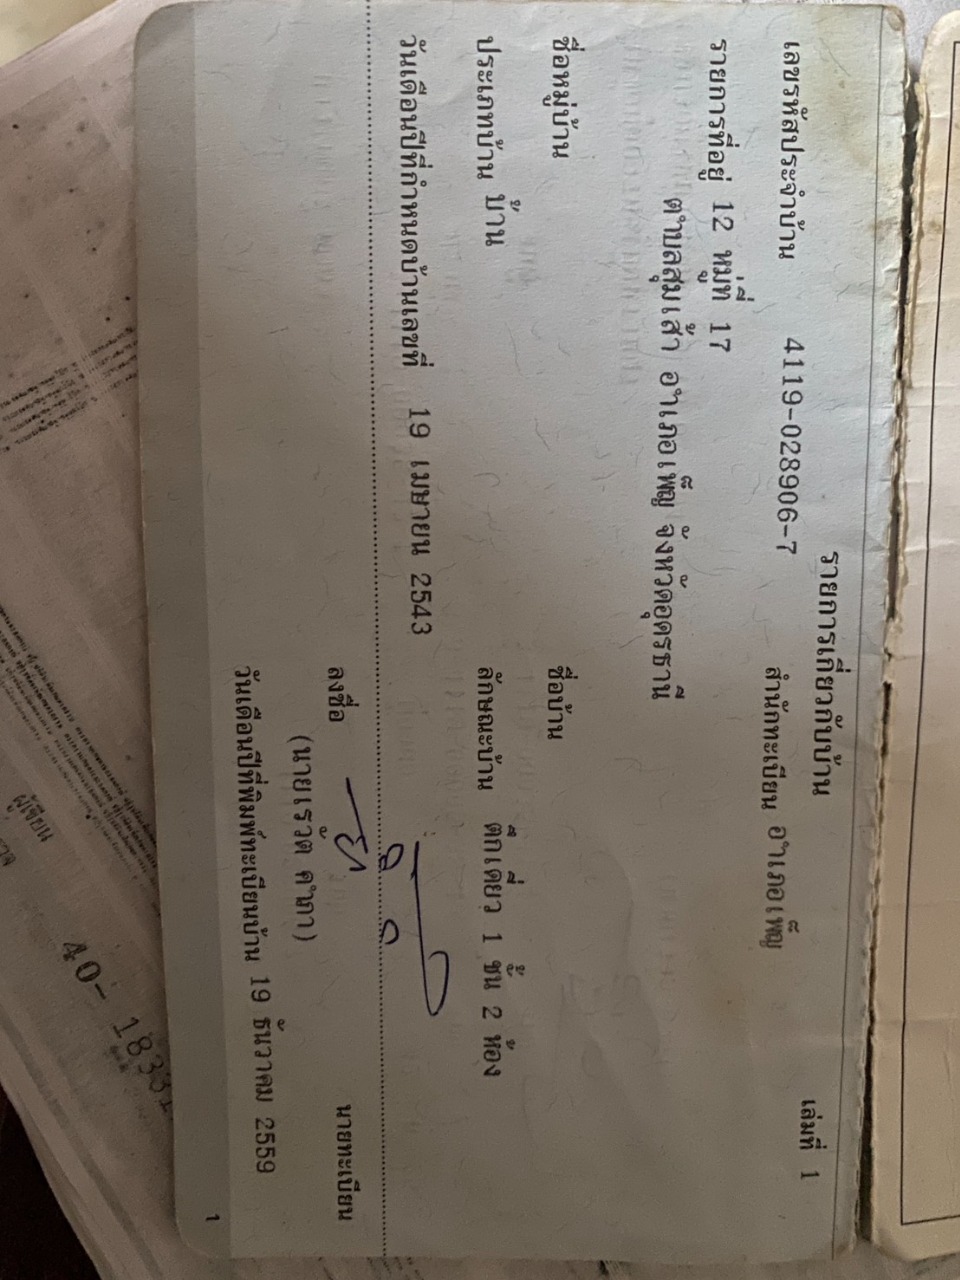 รายการเกี่ยวกับบ้าน เล่มที่ 1
เลขรหัสประจำบ้าน 4119-028906-7 สำนักทะเบียน อำเภอเพ็ญ
รายการที่อยู่ 12 หมู่ที่ 17
ตำบลสุมเส้า อำเภอเพ็ญ จังหวัดอุดรธานี
ชื่อหมู่บ้าน ชื่อบ้าน
ประเภทบ้าน บ้าน ลักษณะบ้าน ตึกเดี่ยว 1 ชั้น 2 ห้อง
วันเดือนปีที่กำหนดบ้านเลขที่ 19 เมษายน 2543
ลงชื่อ นายทะเบียน
(นายเรวัต คาภา)
วันเดือนปีที่พิมพ์ทะเบียนบ้าน 19 ธันวาคม 2559
1
40- 18331